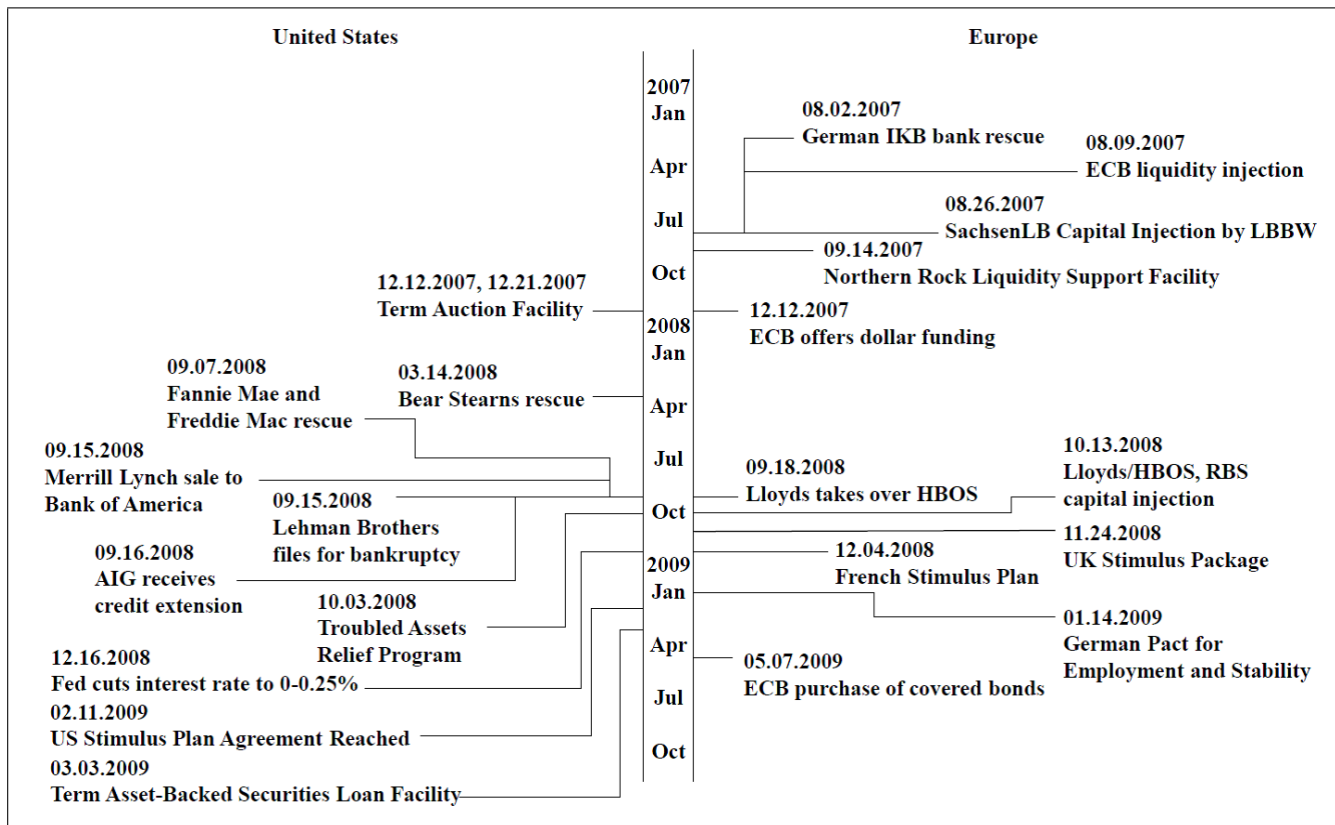 United States
Europe
2007
Jan
Apr
Jul
Oct
2008
Jan
Apr
Jul
Oct
2009
Jan
Apr
Jul
Oct
12.12.2007, 12.21.2007
Term Auction Facility
09.07.2008
Fannie Mae and
Freddie Mac rescue
03.14.2008
Bear Stearns rescue
09.15.2008
Merrill Lynch sale to
Bank of America
09.15.2008
Lehman Brothers
files for bankruptcy
09.16.2008
AIG receives
credit extension
10.03.2008
Troubled Assets
Relief Program
12.16.2008
Fed cuts interest rate to 0-0.25%
02.11.2009
US Stimulus Plan Agreement Reached
03.03.2009
Term Asset-Backed Securities Loan Facility
08.02.2007
German IKB bank rescue
08.09.2007
ECB liquidity injection
08.26.2007
SachsenLB Capital Injection by LBBW
09.14.2007
Northern Rock Liquidity Support Facility
12.12.2007
ECB offers dollar funding
09.18.2008
Lloyds takes over HBOS
10.13.2008
Lloyds/HBOS, RBS
capital injection
11.24.2008
UK Stimulus Package
12.04.2008
French Stimulus Plan
01.14.2009
German Pact for
Employment and Stability
05.07.2009
ECB purchase of covered bonds